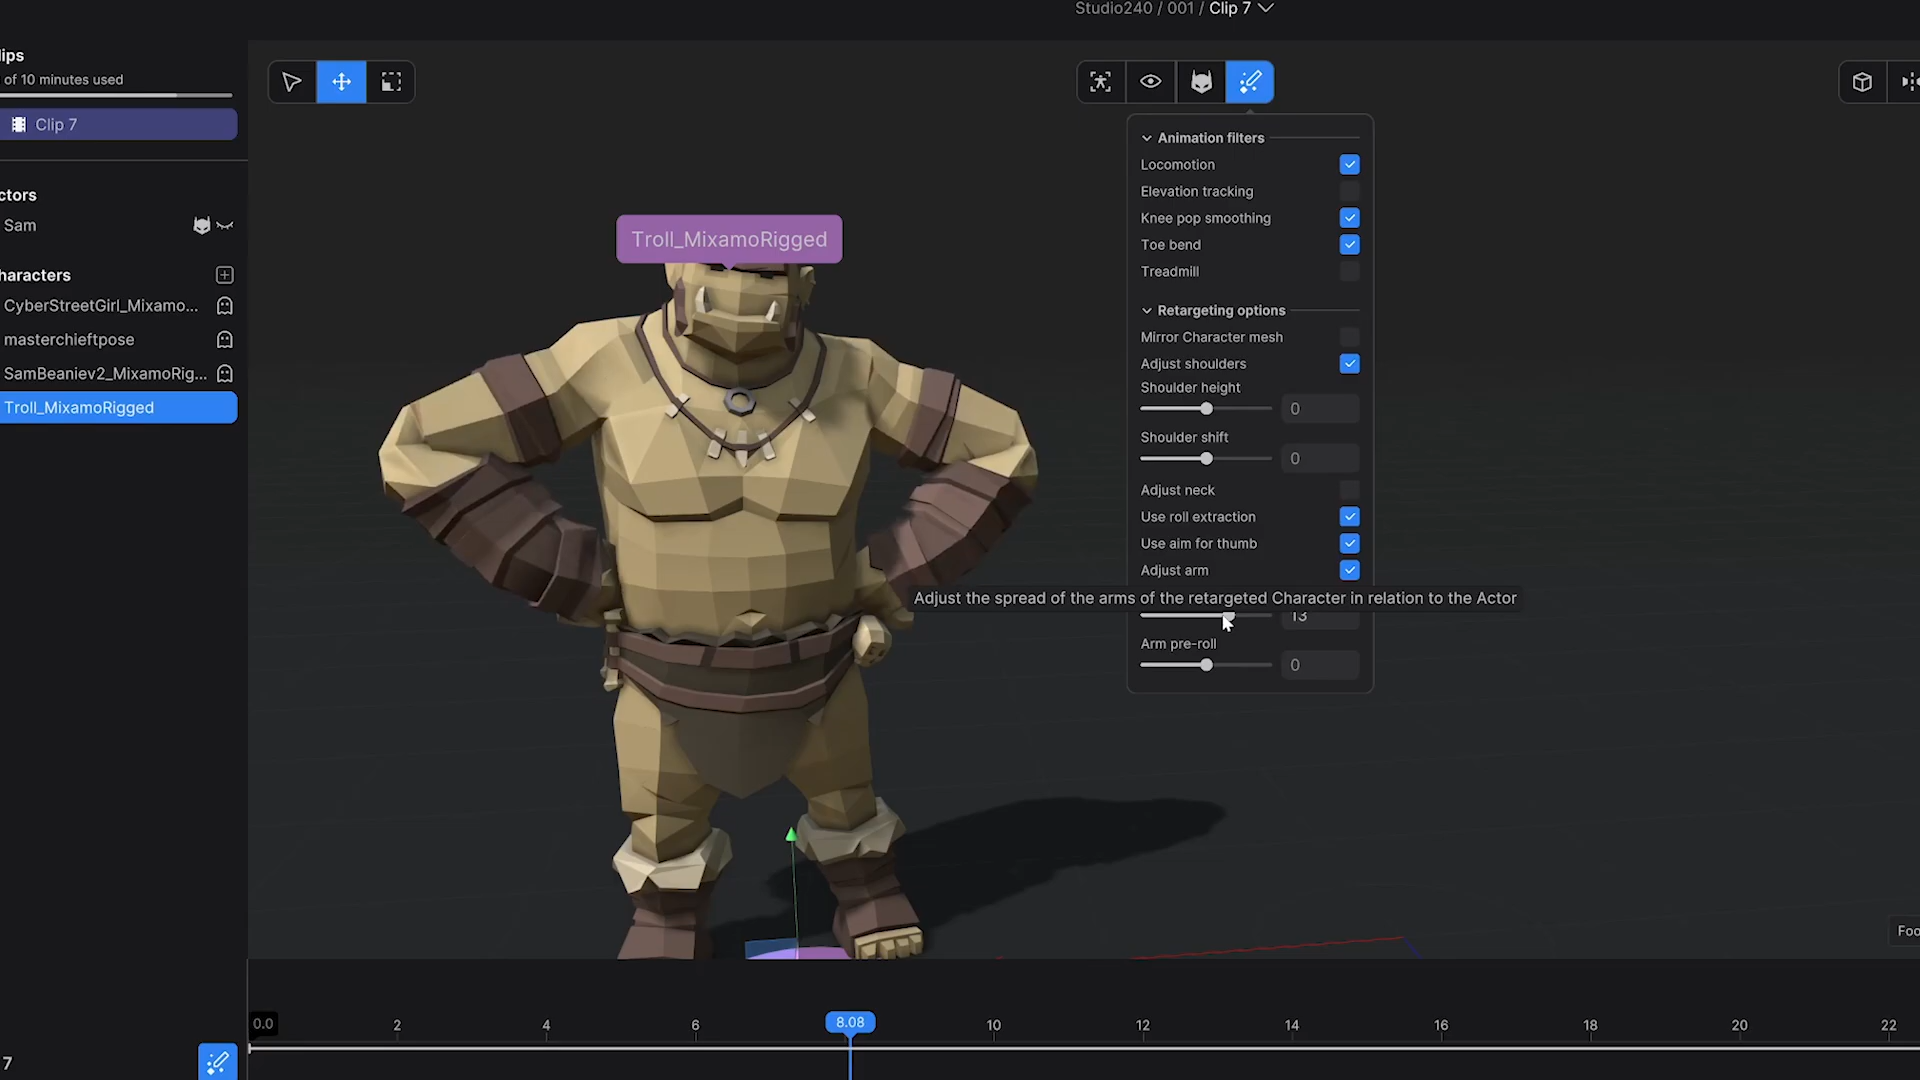 Studio240 / 001 / Clip 7
lips
of 10 minutes used
Clip 7
ctors
Sam
haracters
CyberStreetGirl_Mixamo...
masterchieftpose
SamBeaniev2_MixamoRig...
Troll_MixamoRigged
Troll_MixamoRigged
Animation filters
Locomotion
Elevation tracking
Knee pop smoothing
Toe bend
Treadmill
Retargeting options
Mirror Character mesh
Adjust shoulders
Shoulder height
0
Shoulder shift
0
Adjust neck
Use roll extraction
Use aim for thumb
Adjust arm
Adjust the spread of the arms of the retargeted Character in relation to the Actor
13
Arm pre-roll
0
Foo
0.0 2 4 6 8.08 10 12 14 16 18 20 22
7